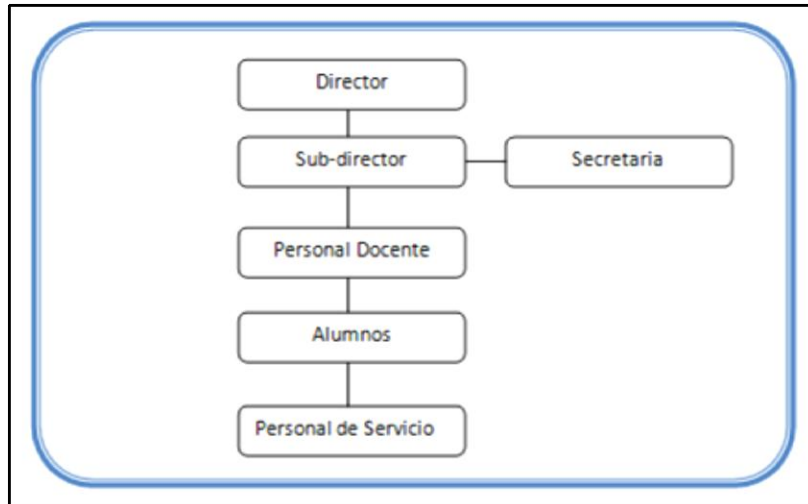 Director
Sub-director
Secretaria
Personal Docente
Alumnos
Personal de Servicio